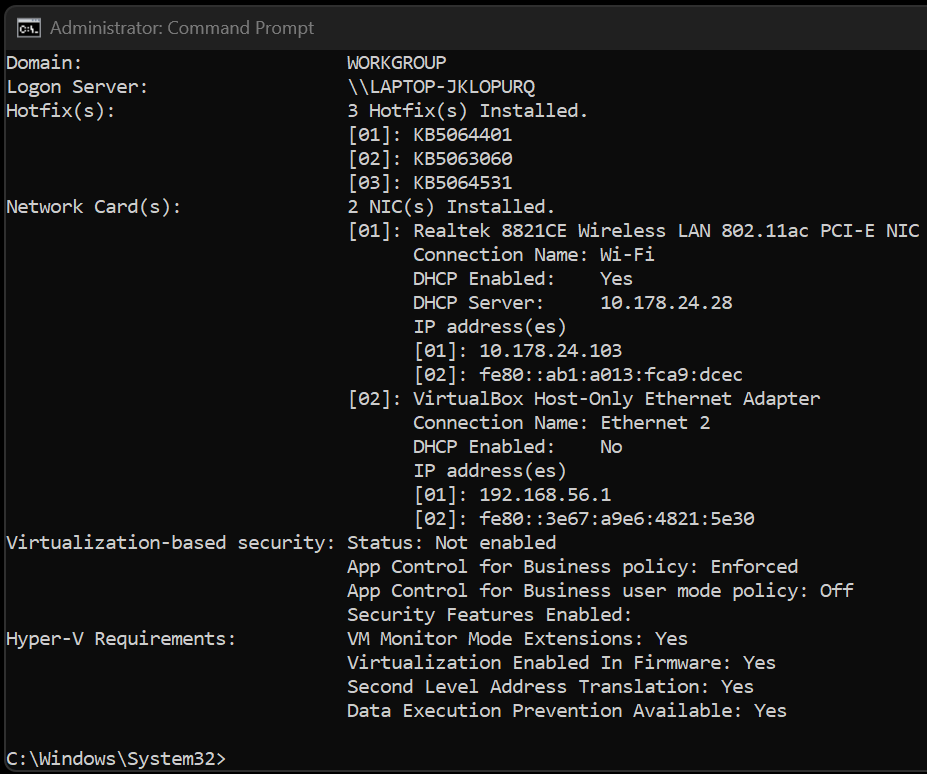 Administrator: Command Prompt
Domain: WORKGROUP
Logon Server: \\LAPTOP-JKLOPURQ
Hotfix(s): 3 Hotfix(s) Installed.
[01]: KB5064401
[02]: KB5063060
[03]: KB5064531
Network Card(s): 2 NIC(s) Installed.
[01]: Realtek 8821CE Wireless LAN 802.11ac PCI-E NIC
Connection Name: Wi-Fi
DHCP Enabled: Yes
DHCP Server: 10.178.24.28
IP address(es)
[01]: 10.178.24.103
[02]: fe80::ab1:a013:fca9:dcec
[02]: VirtualBox Host-Only Ethernet Adapter
Connection Name: Ethernet 2
DHCP Enabled: No
IP address(es)
[01]: 192.168.56.1
[02]: fe80::3e67:a9e6:4821:5e30
Virtualization-based security: Status: Not enabled
App Control for Business policy: Enforced
App Control for Business user mode policy: Off
Security Features Enabled:
Hyper-V Requirements: VM Monitor Mode Extensions: Yes
Virtualization Enabled In Firmware: Yes
Second Level Address Translation: Yes
Data Execution Prevention Available: Yes
C:\Windows\System32>